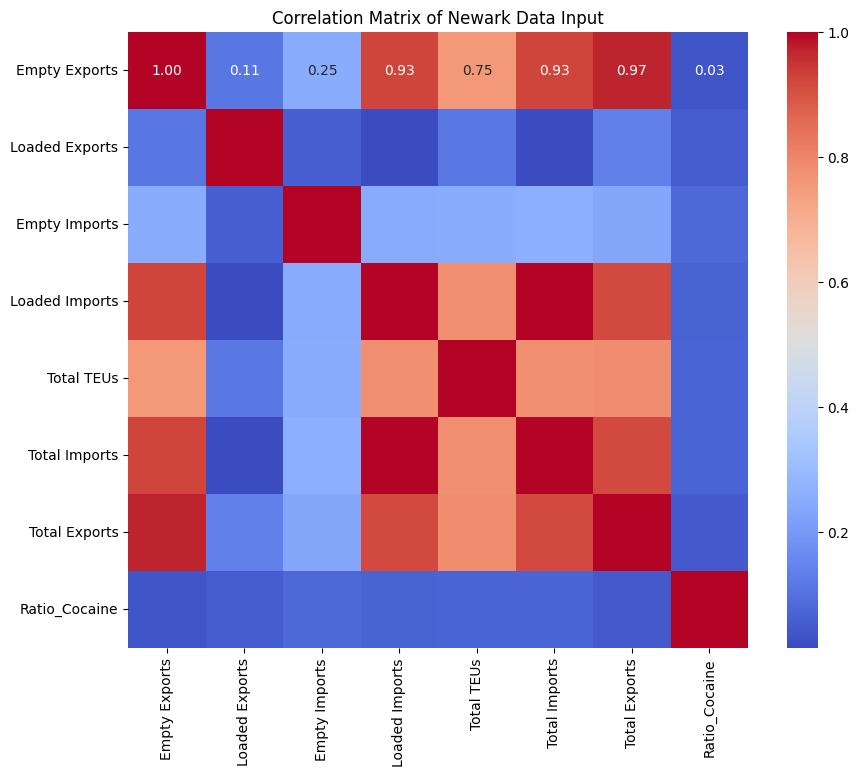 Correlation Matrix of Newark Data Input
Empty Exports 1.00 0.11 0.25 0.93 0.75 0.93 0.97 0.03
Loaded Exports
Empty Imports
Loaded Imports
Total TEUs
Total Imports
Total Exports
Ratio_Cocaine
Empty Exports
Loaded Exports
Empty Imports
Loaded Imports
Total TEUs
Total Imports
Total Exports
Ratio_Cocaine
1.0
0.8
0.6
0.4
0.2